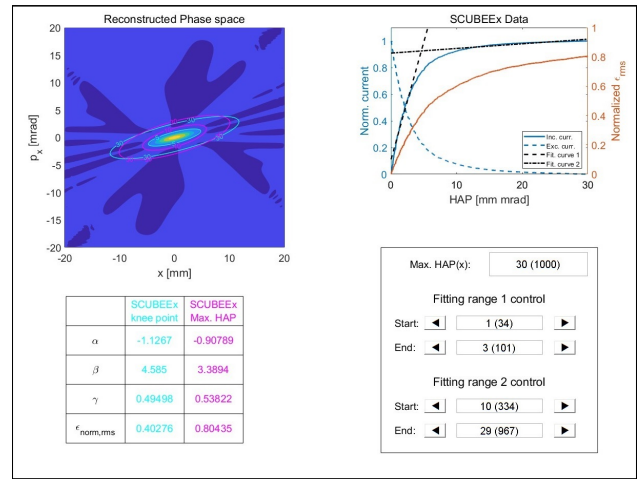 Reconstructed Phase space
20
15
10
5
0
-5
-10
-15
-20
-20
-10
0
10
20
p_x [mrad]
x [mm]
30
30
SCUBEEx Data
1
0.8
0.6
0.4
0.2
0
0
10
20
30
1
0.8
0.6
0.4
0.2
0
Norm. current
Normalized ϵ_rms
HAP [mm mrad]
Inc. curr.
Exc. curr.
Fit. curve 1
Fit. curve 2
SCUBEEx knee point
SCUBEEx Max. HAP
α -1.1267 -0.90789
β 4.585 3.3894
γ 0.49498 0.53822
ϵ_norm,rms 0.40276 0.80435
Max. HAP(x): 30 (1000)
Fitting range 1 control
Start: 1 (34)
End: 3 (101)
Fitting range 2 control
Start: 10 (334)
End: 29 (967)